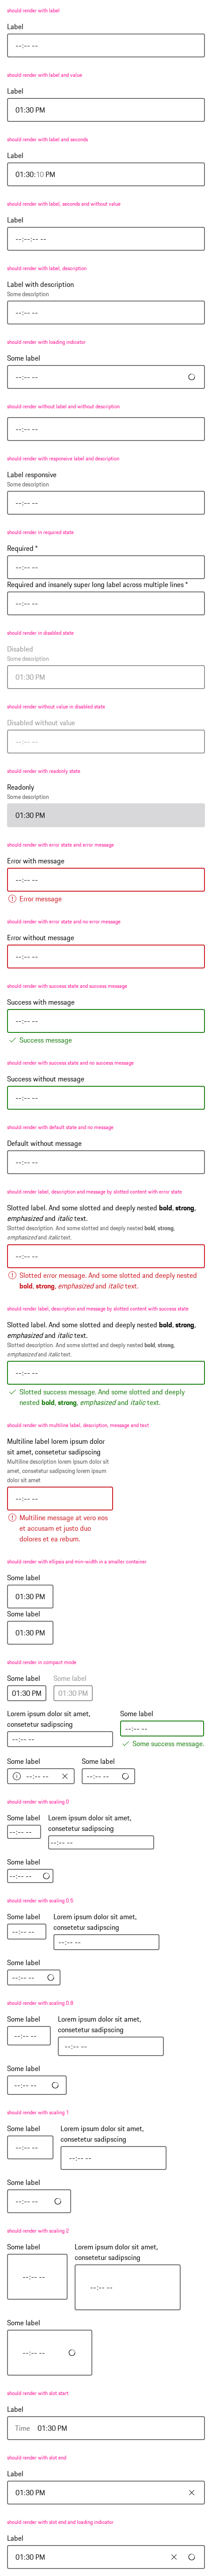 should render with label
Label
--:-- --
should render with label and value
Label
01:30 PM
should render with label and seconds
Label
01:30:10 PM
should render with label, seconds and without value
Label
--:--:-- --
should render with label, description
Label with description
Some description
--:-- --
should render with loading indicator
Some label
--:-- --
should render without label and without description
--:-- --
should render with responsive label and description
Label responsive
Some description
--:-- --
should render in required state
Required *
--:-- --
Required and insanely super long label across multiple lines *
--:-- --
should render in disabled state
Disabled
Some description
01:30 PM
should render without value in disabled state
Disabled without value
--:-- --
should render with readonly state
Readonly
Some description
01:30 PM
should render with error state and error message
Error with message
--:-- --
Error message
should render with error state and no error message
Error without message
--:-- --
should render with success state and success message
Success with message
--:-- --
Success message
should render with success state and no success message
Success without message
--:-- --
should render with default state and no message
Default without message
--:-- --
should render label, description and message by slotted content with error state
Slotted label. And some slotted and deeply nested bold, strong,
emphasized and italic text.
Slotted description. And some slotted and deeply nested bold, strong,
emphasized and italic text.
--:-- --
Slotted error message. And some slotted and deeply nested
bold, strong, emphasized and italic text.
should render label, description and message by slotted content with success state
Slotted label. And some slotted and deeply nested bold, strong,
emphasized and italic text.
Slotted description. And some slotted and deeply nested bold, strong,
emphasized and italic text.
--:-- --
Slotted success message. And some slotted and deeply
nested bold, strong, emphasized and italic text.
should render with multiline label, description, message and text
Multiline label lorem ipsum dolor
sit amet, consetetur sadipscing
Multiline description lorem ipsum dolor sit
amet, consetetur sadipscing lorem ipsum
dolor sit amet
--:-- --
Multiline message at vero eos
et accusam et justo duo
dolores et ea rebum.
should render with ellipsis and min-width in a smaller container
Some label
01:30 PM
Some label
01:30 PM
should render in compact mode
Some label Some label
01:30 PM 01:30 PM
Lorem ipsum dolor sit amet, Some label
consetetur sadipscing
--:-- -- --:-- --
Some success message.
Some label Some label
--:-- -- --:-- --
should render with scaling 0
Some label Lorem ipsum dolor sit amet,
consetetur sadipscing
--:-- -- --:-- --
Some label
--:-- --
should render with scaling 0.5
Some label Lorem ipsum dolor sit amet,
consetetur sadipscing
--:-- -- --:-- --
Some label
--:-- --
should render with scaling 0.8
Some label Lorem ipsum dolor sit amet,
consetetur sadipscing
--:-- -- --:-- --
Some label
--:-- --
should render with scaling 1
Some label Lorem ipsum dolor sit amet,
consetetur sadipscing
--:-- -- --:-- --
Some label
--:-- --
should render with scaling 2
Some label Lorem ipsum dolor sit amet,
consetetur sadipscing
--:-- -- --:-- --
Some label
--:-- --
should render with slot start
Label
Time 01:30 PM
should render with slot end
Label
01:30 PM
should render with slot end and loading indicator
Label
01:30 PM